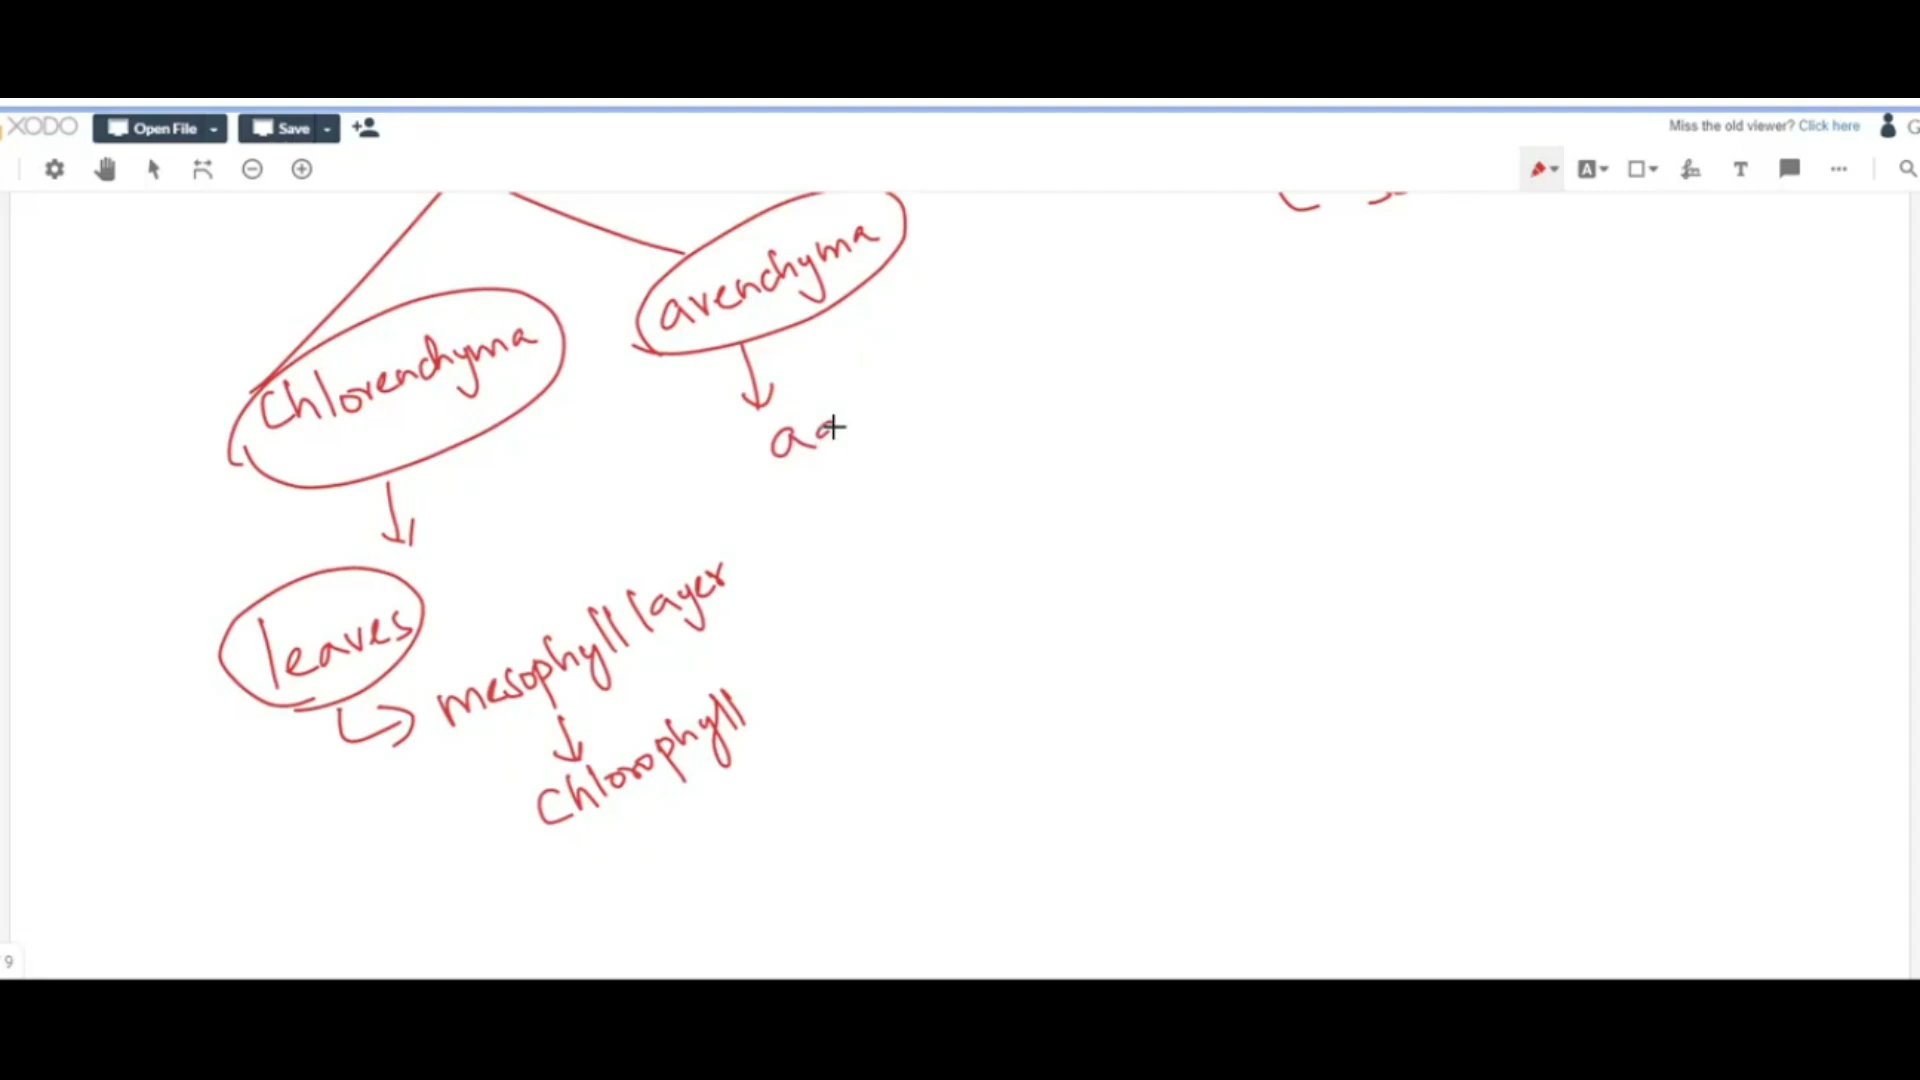 XODO Open File Save Miss the old viewer? Click here G
A T
arenchyma
Chlorenchyma
leaves
mesophyll layer
Chlorophyll
9